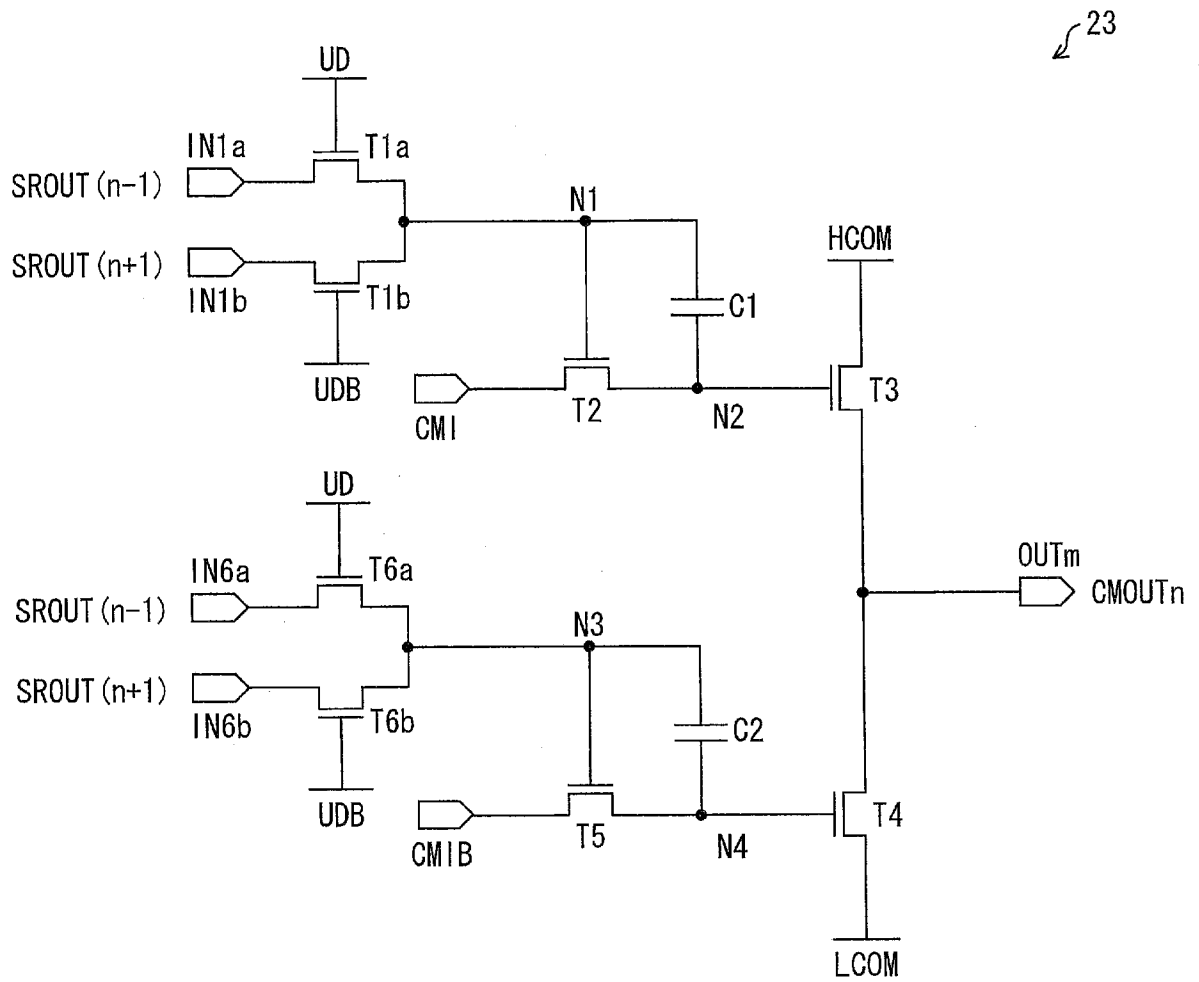 23
UD
IN1a
T1a
SROUT(n-1)
N1
SROUT(n+1)
IN1b
T1b
HCOM
C1
UDB
T2
T3
CMI
N2
UD
IN6a
T6a
OUTm
SROUT(n-1)
CMOUTn
N3
SROUT(n+1)
IN6b
T6b
C2
UDB
T5
T4
CMIB
N4
LCOM